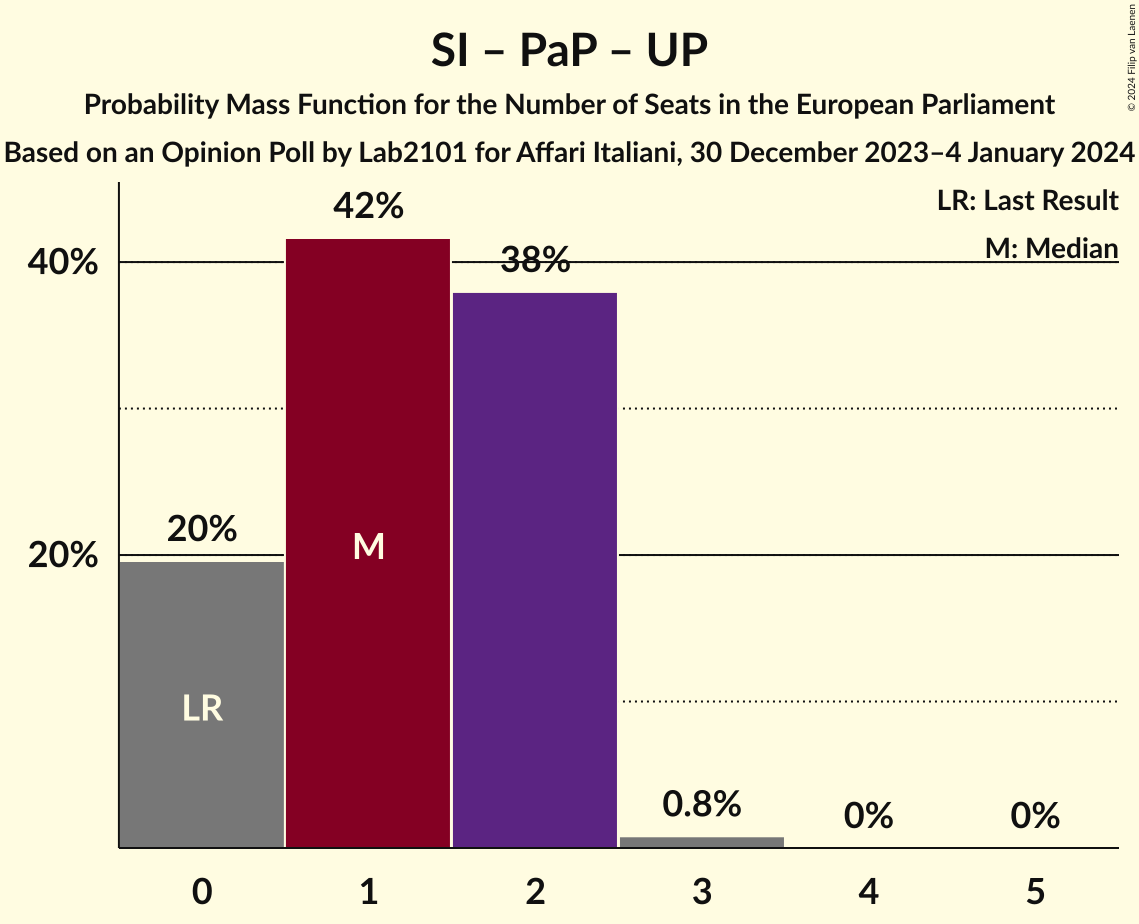 SI – PaP – UP
Probability Mass Function for the Number of Seats in the European Parliament
Based on an Opinion Poll by Lab2101 for Affari Italiani, 30 December 2023–4 January 2024
© 2024 Filip van Laenen
LR: Last Result
M: Median
42%
40%
38%
20%
20%
M
LR
0.8%
0%
0%
0
1
2
3
4
5